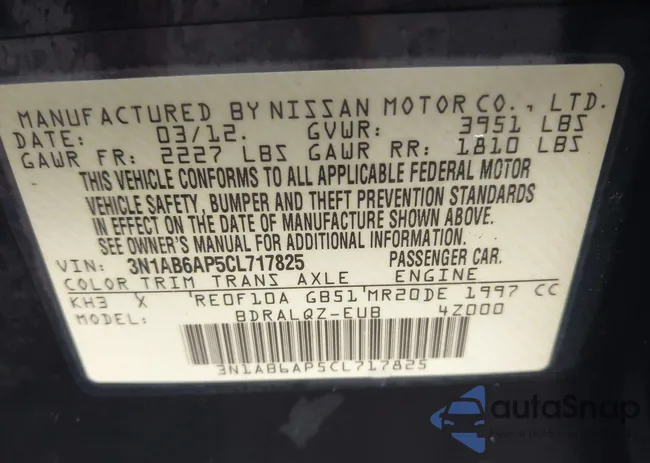 MANUFACTURED BY NISSAN MOTOR CO., LTD.
DATE: 03/12. GVWR: 3951 LBS
GAWR FR: 2227 LBS GAWR RR: 1810 LBS
THIS VEHICLE CONFORMS TO ALL APPLICABLE FEDERAL MOTOR
VEHICLE SAFETY, BUMPER AND THEFT PREVENTION STANDARDS
IN EFFECT ON THE DATE OF MANUFACTURE SHOWN ABOVE.
SEE OWNER'S MANUAL FOR ADDITIONAL INFORMATION.
VIN: 3N1AB6AP5CL717825 PASSENGER CAR.
COLOR TRIM TRANS AXLE ENGINE
KH3 X 'RE0F10A GB51'MR20DE 1997 CC
BDRALQZ-EUB 4Z000
3N1AB6AP5CL717825
autoSnap